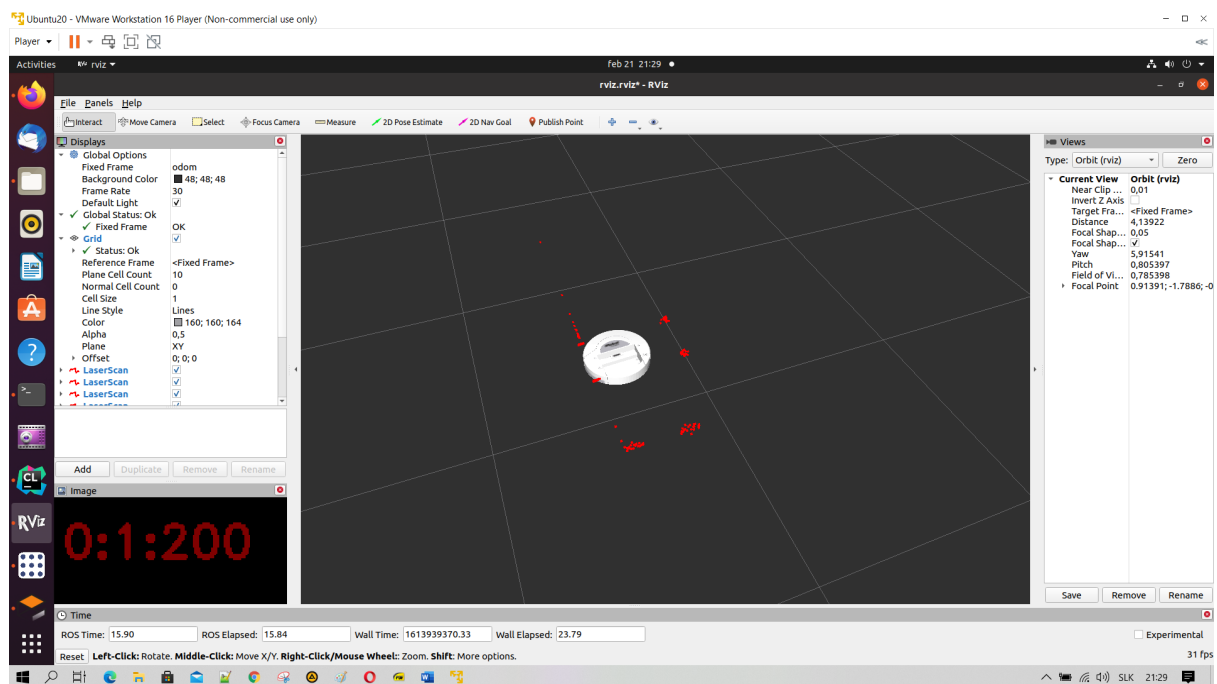 Ubuntu20 - VMware Workstation 16 Player (Non-commercial use only)
Player
Activities RViz rviz feb 21 21:29
rviz.rviz* - RViz
File Panels Help
Interact Move Camera Select Focus Camera Measure 2D Pose Estimate 2D Nav Goal Publish Point
Displays
Global Options
Fixed Frame odom
Background Color 48; 48; 48
Frame Rate 30
Default Light
Global Status: Ok
Fixed Frame OK
Grid
Status: Ok
Reference Frame <Fixed Frame>
Plane Cell Count 10
Normal Cell Count 0
Cell Size 1
Line Style Lines
Color 160; 160; 164
Alpha 0,5
Plane XY
Offset 0; 0; 0
LaserScan
LaserScan
LaserScan
LaserScan
Add Duplicate Remove Rename
Image
0:1:200
Views
Type: Orbit (rviz) Zero
Current View Orbit (rviz)
Near Clip ... 0,01
Invert Z Axis
Target Fra... <Fixed Frame>
Distance 4,13922
Focal Shap... 0,05
Focal Shap...
Yaw 5,91541
Pitch 0,805397
Field of Vi... 0,785398
Focal Point 0.91391; -1.7886; -0
Save Remove Rename
Time
ROS Time: 15.90 ROS Elapsed: 15.84 Wall Time: 1613939370.33 Wall Elapsed: 23.79 Experimental
Reset Left-Click: Rotate. Middle-Click: Move X/Y. Right-Click/Mouse Wheel:: Zoom. Shift: More options. 31 fps
CL
RViz
SLK 21:29